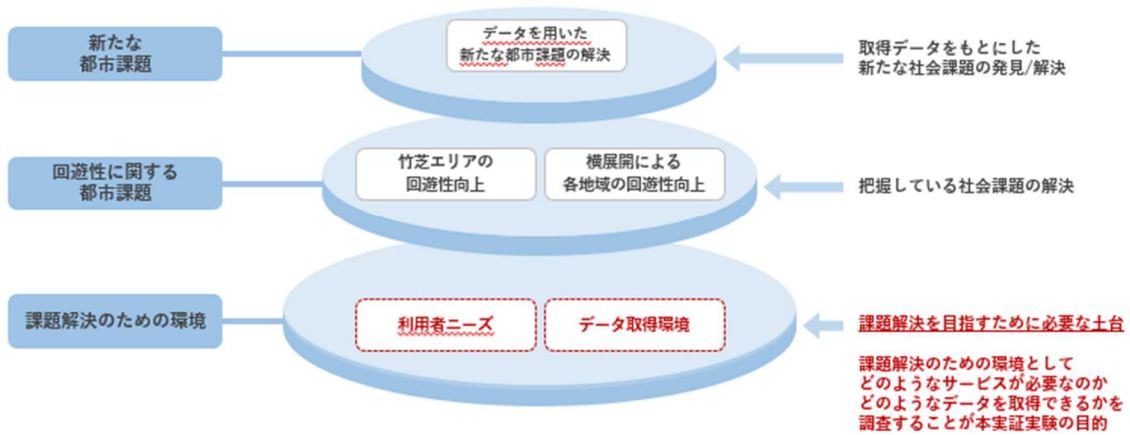 新たな
都市課題
データを用いた
新たな都市課題の解決
取得データをもとにした
新たな社会課題の発見/解決
回遊性に関する
都市課題
竹芝エリアの
回遊性向上
横展開による
各地域の回遊性向上
把握している社会課題の解決
課題解決のための環境
利用者ニーズ
データ取得環境
課題解決を目指すために必要な土台
課題解決のための環境として
どのようなサービスが必要なのか
どのようなデータを取得できるかを
調査することが本実証実験の目的